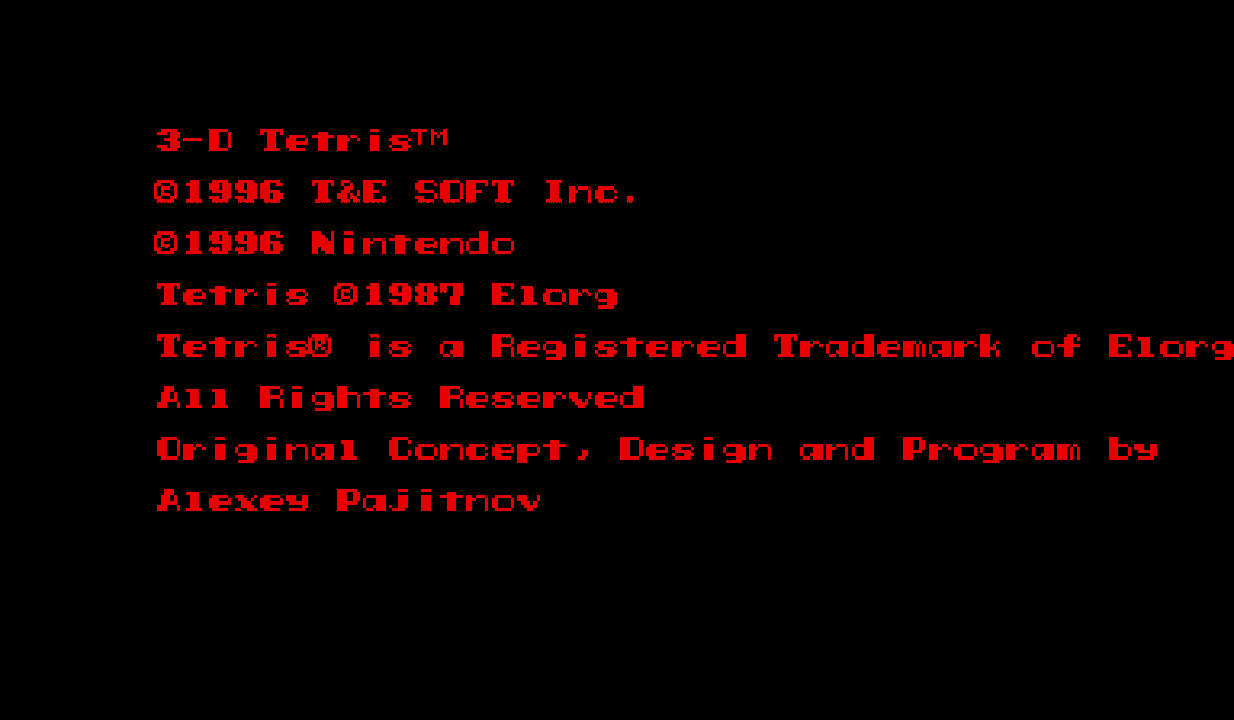 3-D Tetris™
©1996 T&E SOFT Inc.
©1996 Nintendo
Tetris ©1987 Elorg
Tetris® is a Registered Trademark of Elorg
All Rights Reserved
Original Concept, Design and Program by
Alexey Pajitnov